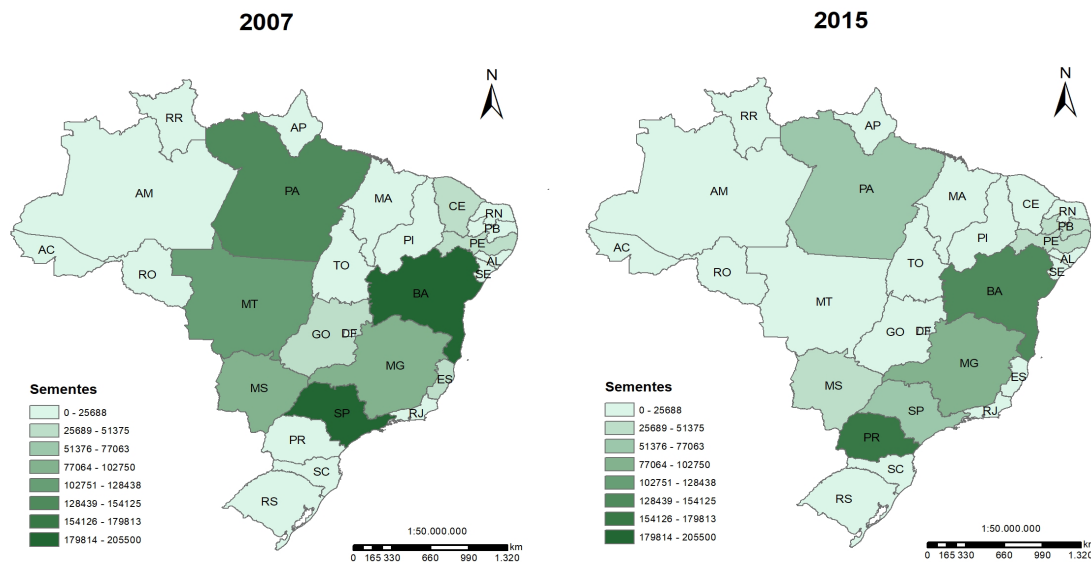 2007
N
RR
AP
AM
PA
MA
CE
RN
PB
PI
PE
AC
AL
SE
RO
TO
BA
MT
GO
DF
MG
MS
ES
SP
RJ
PR
SC
RS
Sementes
0 - 25688
25689 - 51375
51376 - 77063
77064 - 102750
102751 - 128438
128439 - 154125
154126 - 179813
179814 - 205500
1:50.000.000
km
0 165 330 660 990 1.320
2015
N
RR
AP
AM
PA
MA
CE
RN
PB
PI
PE
AC
AL
SE
RO
TO
BA
MT
GO
DF
MG
MS
ES
SP
RJ
PR
SC
RS
Sementes
0 - 25688
25689 - 51375
51376 - 77063
77064 - 102750
102751 - 128438
128439 - 154125
154126 - 179813
179814 - 205500
1:50.000.000
km
0 165 330 660 990 1.320